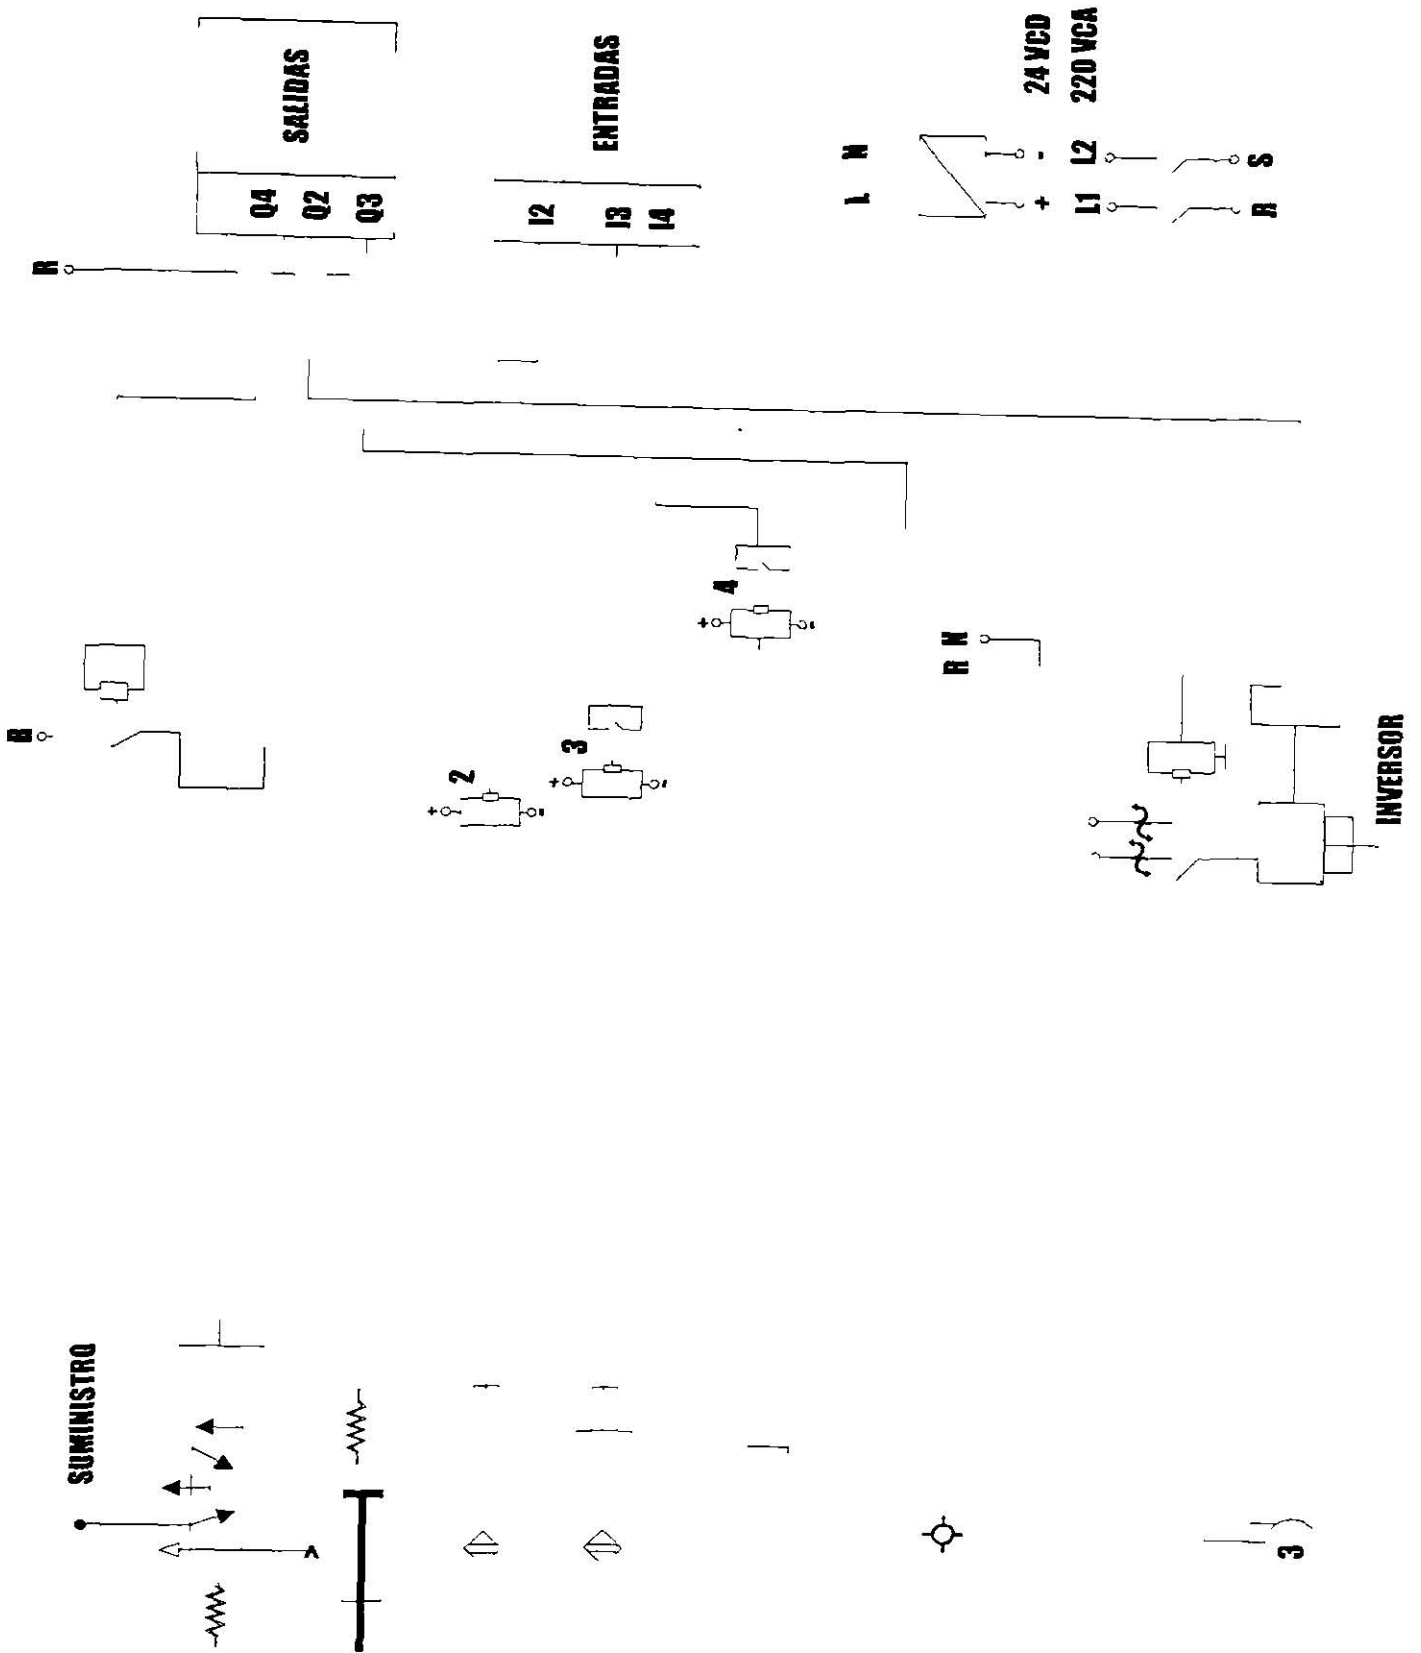 SUMINISTRO
R
R
SALIDAS
Q4
Q2
Q3
ENTRADAS
I2
I3
I4
2
+ -
3
+ -
4
+ -
L N
24 VCD
+ -
220 VCA
L1 L2
R S
R N
INVERSOR
3